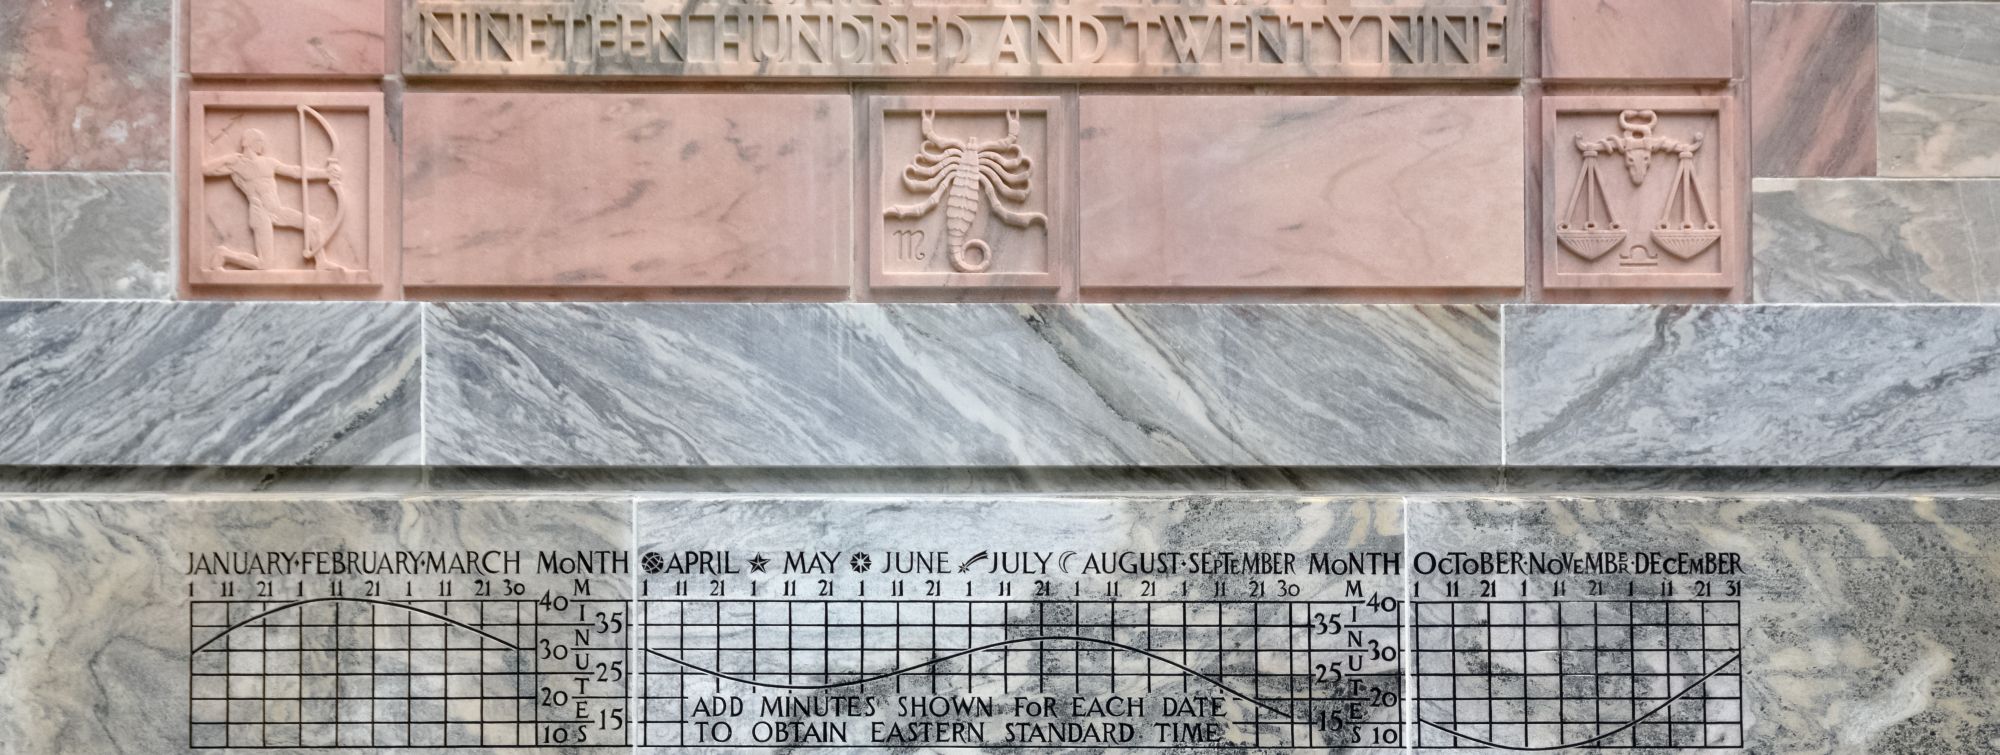 NINETEEN HUNDRED AND TWENTY NINE
JANUARY·FEBRUARY·MARCH MONTH APRIL MAY JUNE JULY AUGUST·SEPTEMBER MONTH OCTOBER·NOVEMBER·DECEMBER
1 11 21 1 11 21 1 11 21 30 1 11 21 1 11 21 1 11 21 1 11 21 1 11 21 1 11 21 30 1 11 21 1 11 21 1 11 21 31
MINUTES
40
35
30
25
20
15
10
MINUTES
40
35
30
25
20
15
10
ADD MINUTES SHOWN FOR EACH DATE
TO OBTAIN EASTERN STANDARD TIME